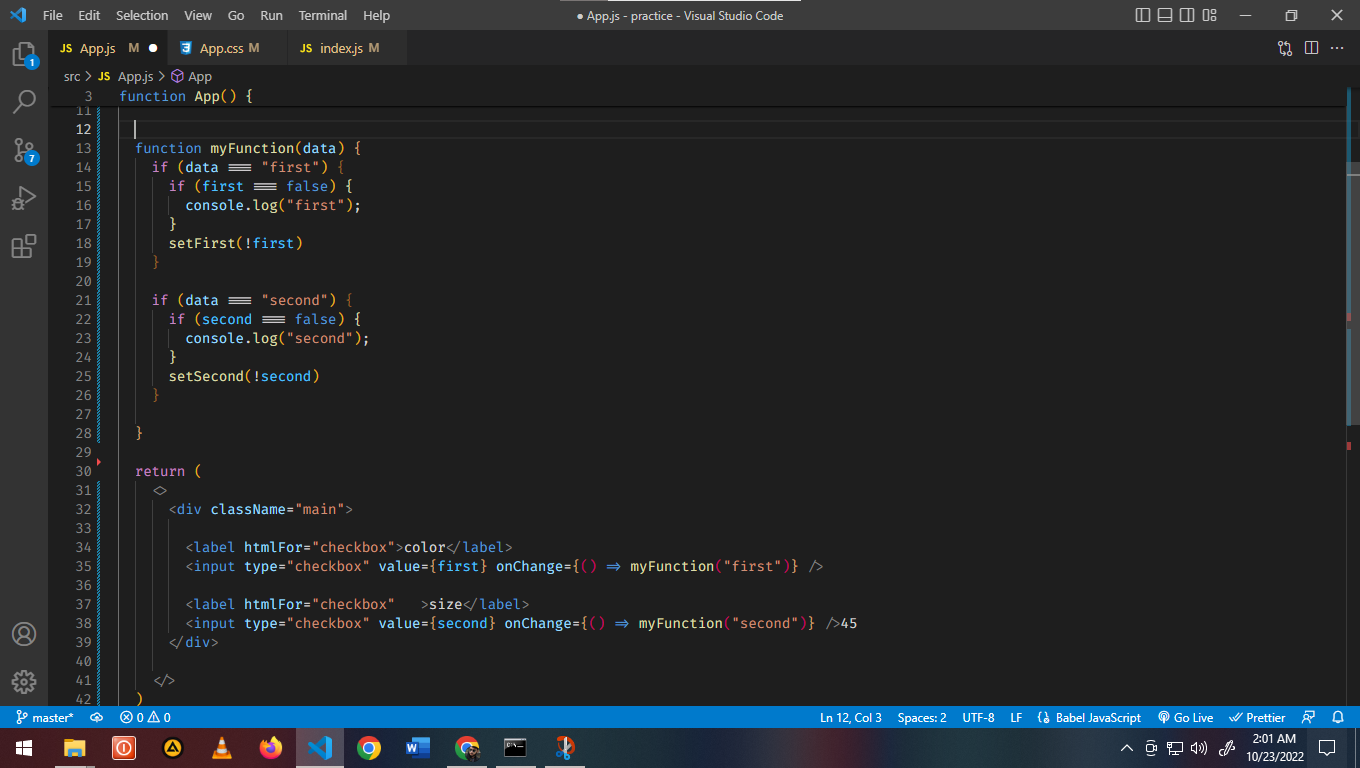 File Edit Selection View Go Run Terminal Help ● App.js - practice - Visual Studio Code
JS App.js M ● App.css M JS index.js M
src > JS App.js > App
3 function App() {
11
12
13 function myFunction(data) {
14 if (data === "first") {
15 if (first === false) {
16 console.log("first");
17 }
18 setFirst(!first)
19 }
20
21 if (data === "second") {
22 if (second === false) {
23 console.log("second");
24 }
25 setSecond(!second)
26 }
27
28 }
29
30 return (
31 <>
32 <div className="main">
33
34 <label htmlFor="checkbox">color</label>
35 <input type="checkbox" value={first} onChange={() => myFunction("first")} />
36
37 <label htmlFor="checkbox"   >size</label>
38 <input type="checkbox" value={second} onChange={() => myFunction("second")} />45
39 </div>
40
41 </>
42 )
1
7
master* 0 0 Ln 12, Col 3 Spaces: 2 UTF-8 LF Babel JavaScript Go Live Prettier
2:01 AM
10/23/2022